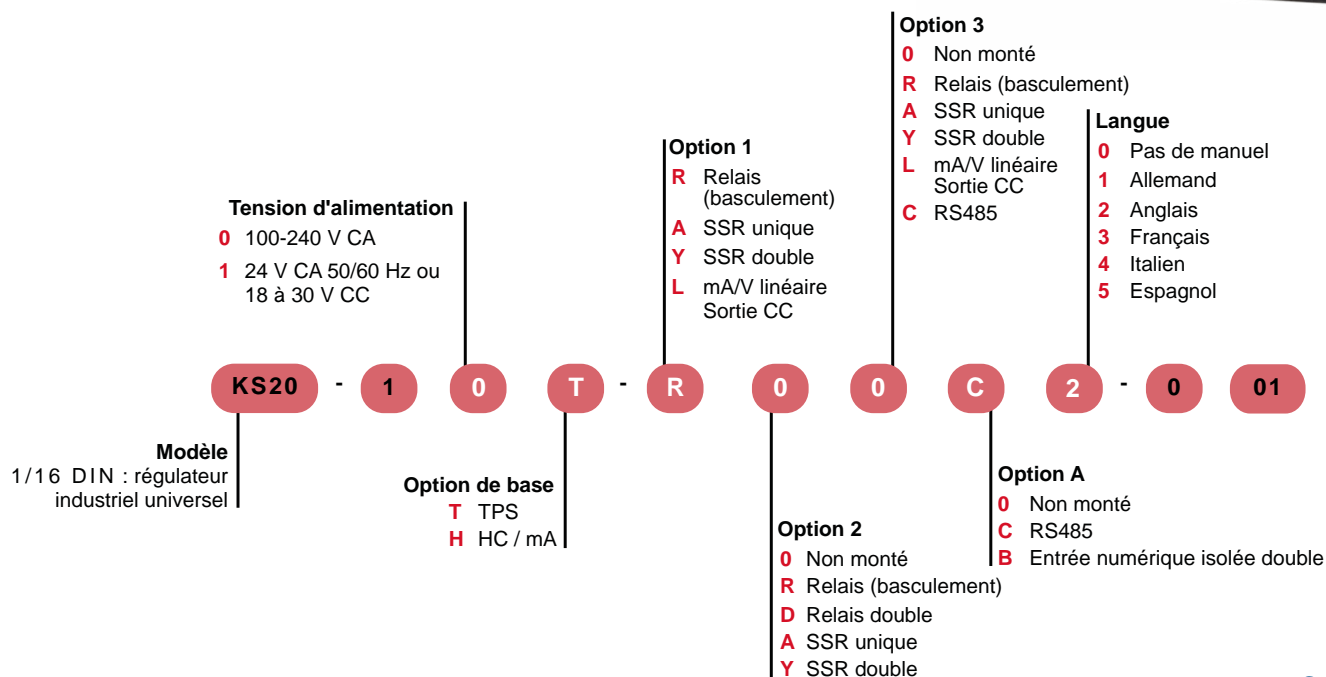 Option 3
0 Non monté
R Relais (basculement)
A SSR unique
Y SSR double
L mA/V linéaire
Sortie CC
C RS485
Langue
0 Pas de manuel
1 Allemand
2 Anglais
3 Français
4 Italien
5 Espagnol
Option 1
R Relais
(basculement)
A SSR unique
Y SSR double
L mA/V linéaire
Sortie CC
Tension d'alimentation
0 100-240 V CA
1 24 V CA 50/60 Hz ou
18 à 30 V CC
KS20 - 1 0 T - R 0 0 C 2 - 0 01
Modèle
1/16 DIN : régulateur
industriel universel
Option de base
T TPS
H HC / mA
Option 2
0 Non monté
R Relais (basculement)
D Relais double
A SSR unique
Y SSR double
Option A
0 Non monté
C RS485
B Entrée numérique isolée double